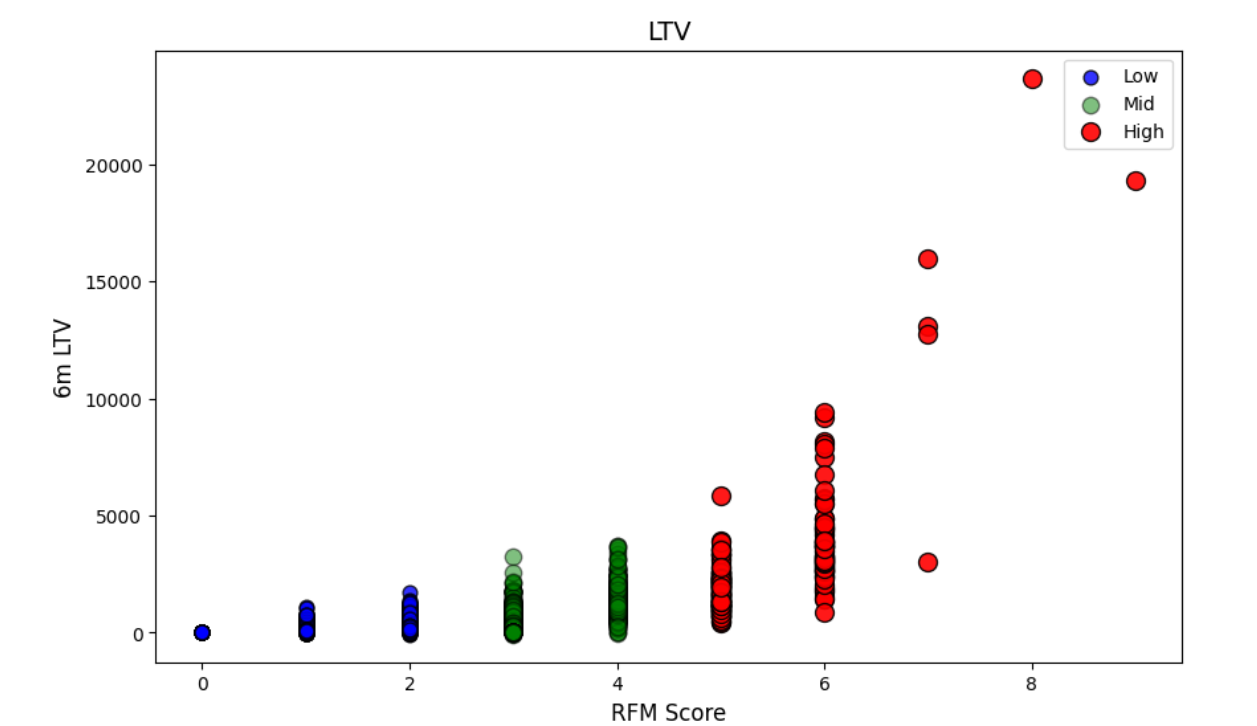 LTV
Low
Mid
High
20000
15000
10000
5000
0
6m LTV
0 2 4 6 8
RFM Score